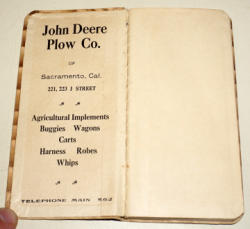 John Deere
Plow Co.
OF
Sacramento, Cal.
221, 223 J STREET
Agricultural Implements
Buggies Wagons
Carts
Harness Robes
Whips
TELEPHONE MAIN 562